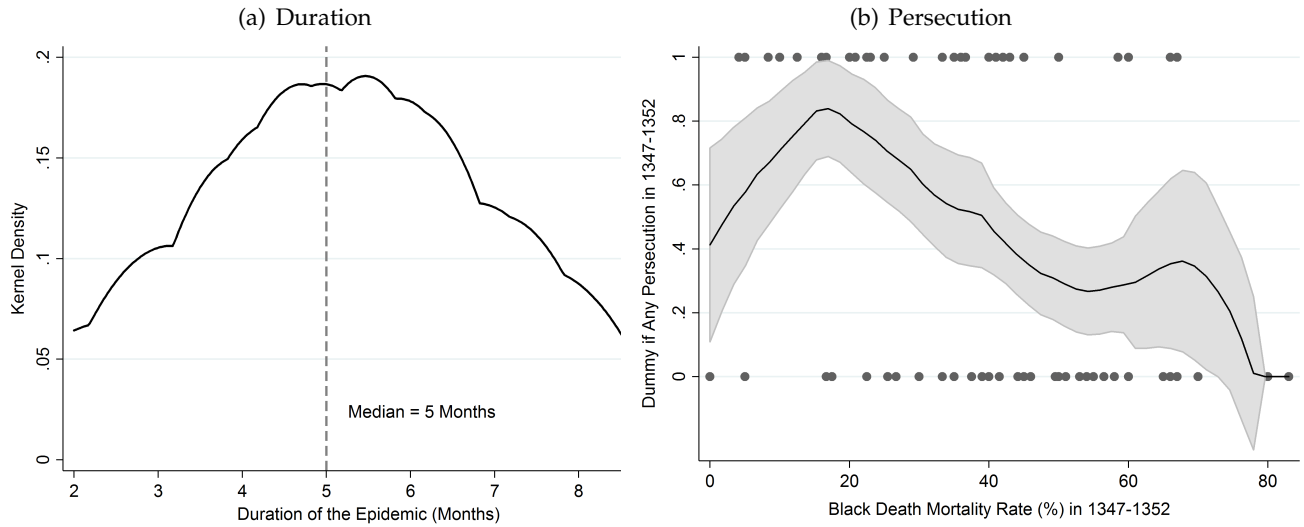 (a) Duration
.2
.15
.1
.05
0
Kernel Density
Median = 5 Months
2 3 4 5 6 7 8
Duration of the Epidemic (Months)
(b) Persecution
1
.8
.6
.4
.2
0
Dummy if Any Persecution in 1347-1352
0 20 40 60 80
Black Death Mortality Rate (%) in 1347-1352